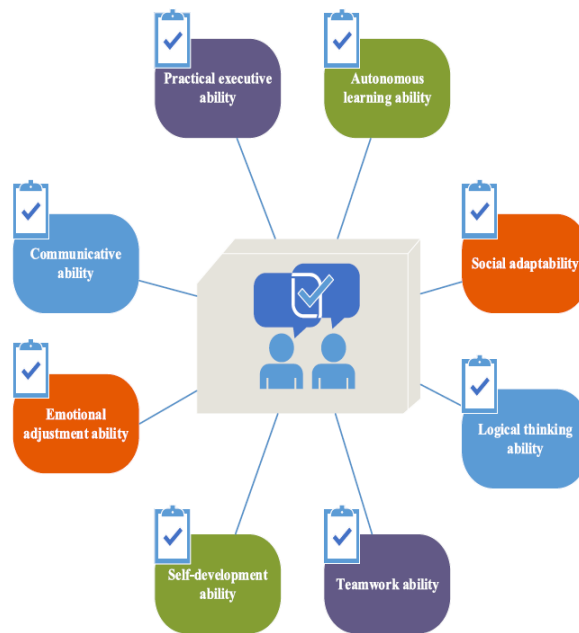 Practical executive
ability
Autonomous
learning ability
Communicative
ability
Social adaptability
Emotional
adjustment ability
Logical thinking
ability
Self-development
ability
Teamwork ability